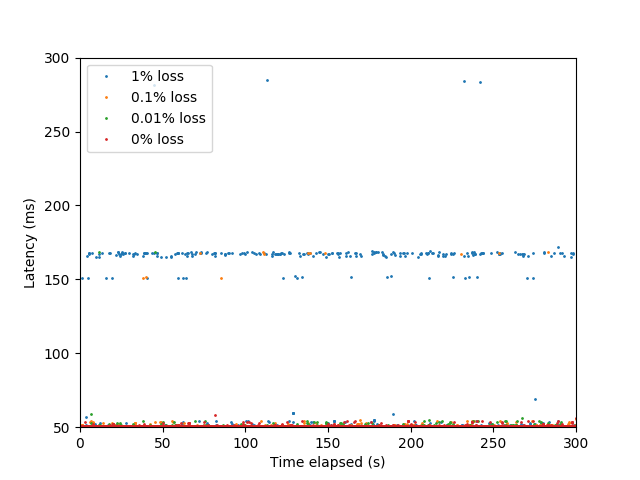 300
250
200
150
100
50
Latency (ms)
1% loss
0.1% loss
0.01% loss
0% loss
0 50 100 150 200 250 300
Time elapsed (s)